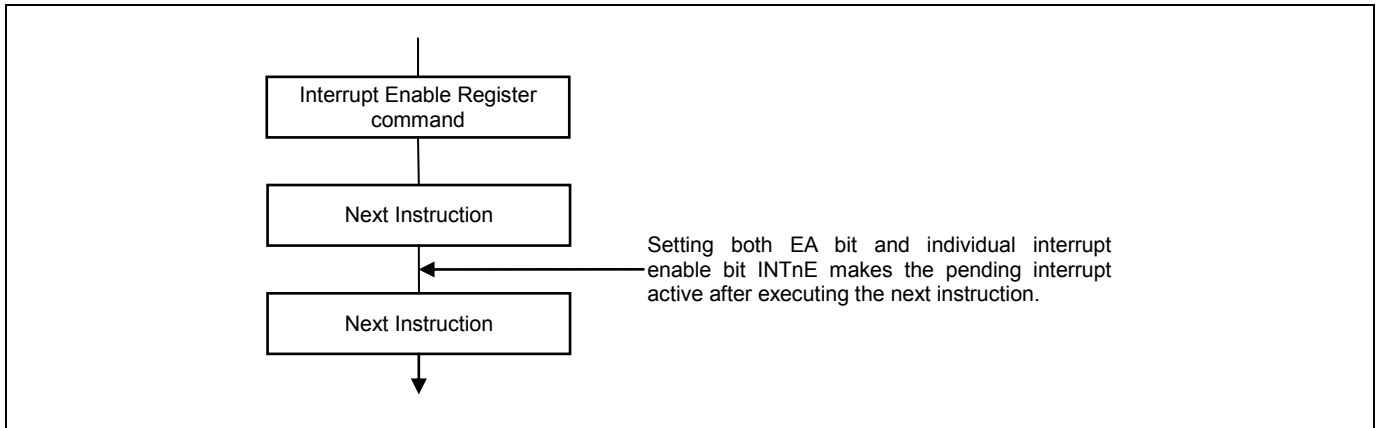 Interrupt Enable Register
command
Next Instruction
Setting both EA bit and individual interrupt
enable bit INTnE makes the pending interrupt
active after executing the next instruction.
Next Instruction